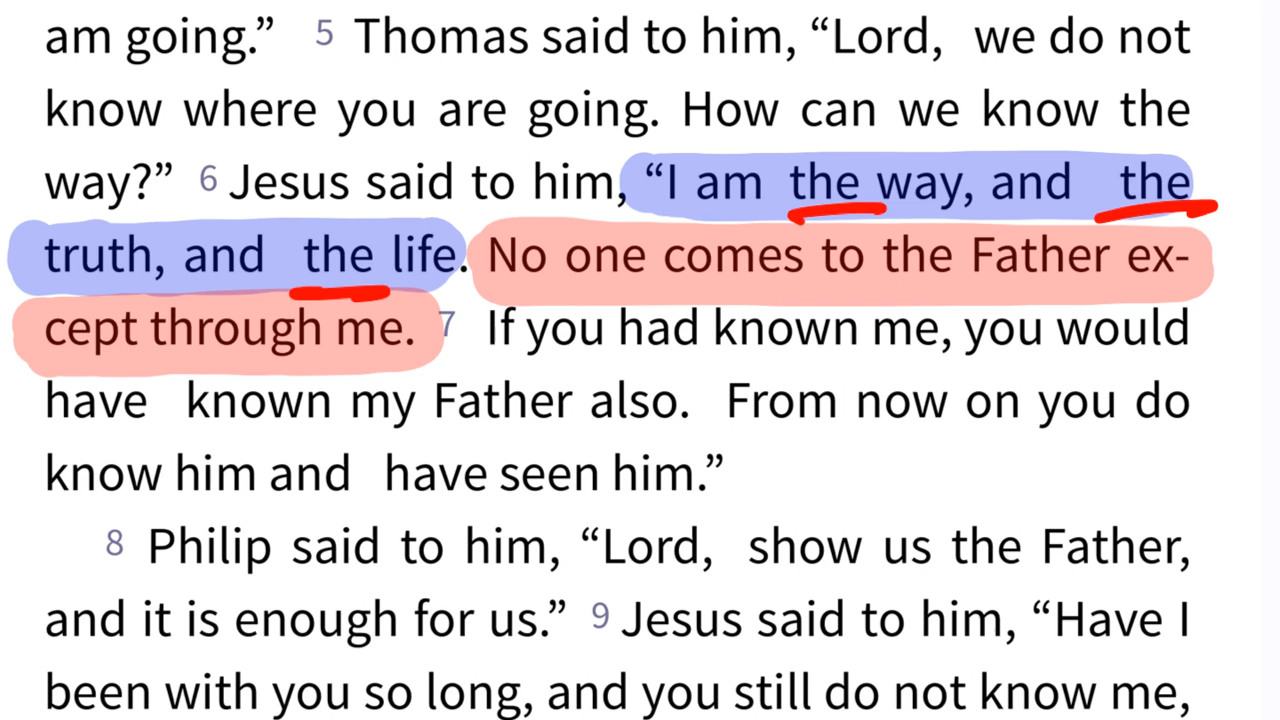 am going.” 5 Thomas said to him, “Lord, we do not
know where you are going. How can we know the
way?” 6 Jesus said to him, “I am the way, and the
truth, and the life. No one comes to the Father ex-
cept through me. 7 If you had known me, you would
have known my Father also. From now on you do
know him and have seen him.”
8 Philip said to him, “Lord, show us the Father,
and it is enough for us.” 9 Jesus said to him, “Have I
been with you so long, and you still do not know me,